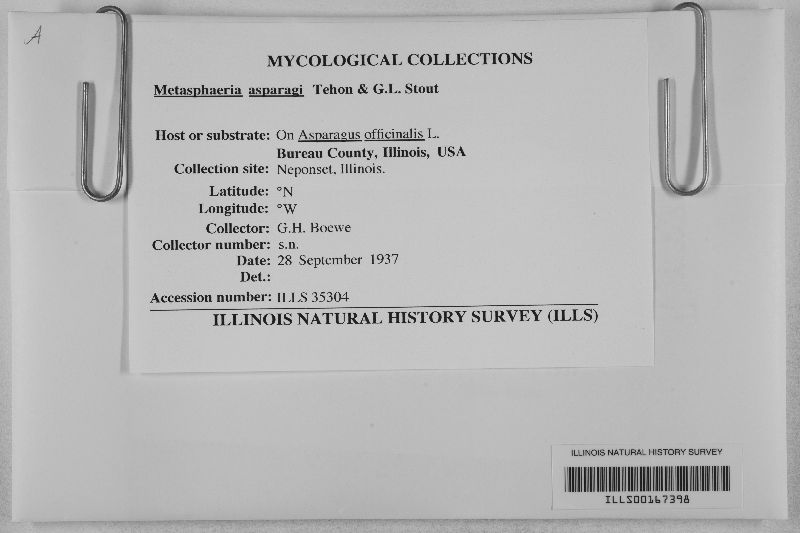 A
MYCOLOGICAL COLLECTIONS
Metasphaeria asparagi Tehon & G.L. Stout
Host or substrate: On Asparagus officinalis L.
Bureau County, Illinois, USA
Collection site: Neponset, Illinois.
Latitude: °N
Longitude: °W
Collector: G.H. Boewe
Collector number: s.n.
Date: 28 September 1937
Det.:
Accession number: ILLS 35304
ILLINOIS NATURAL HISTORY SURVEY (ILLS)
ILLINOIS NATURAL HISTORY SURVEY
ILLS00167398